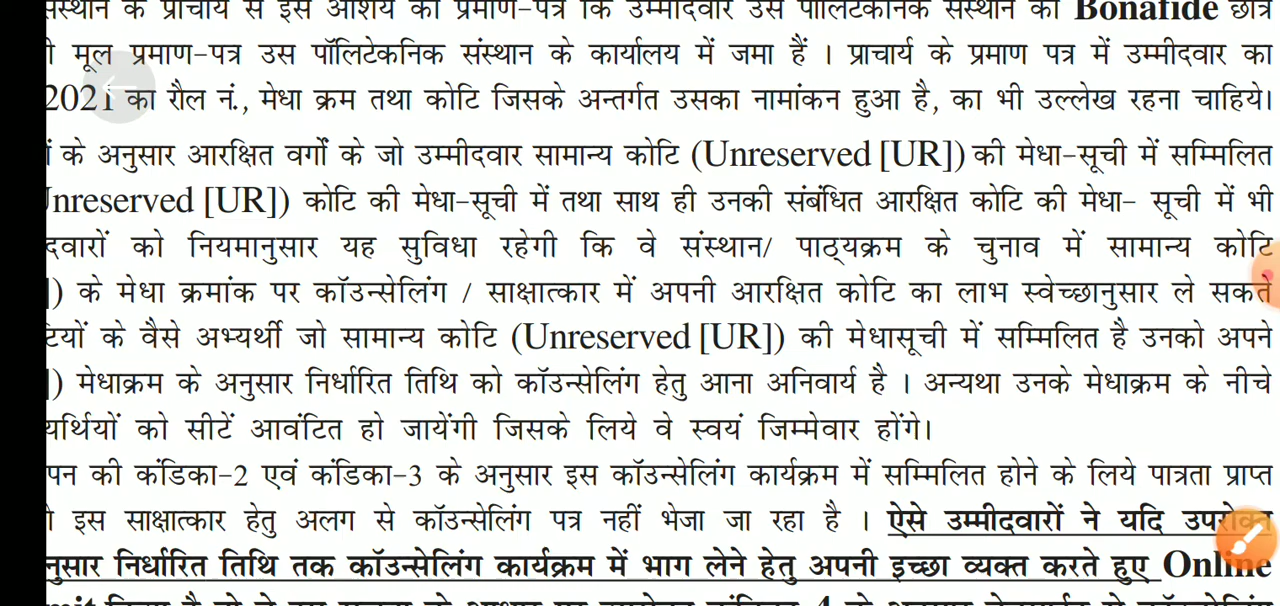 संस्थान के प्राचार्य से इस आशय का प्रमाण-पत्र कि उम्मीदवार उस पॉलिटेकनिक संस्थान का Bonafide छात्र
मूल प्रमाण-पत्र उस पॉलिटेकनिक संस्थान के कार्यालय में जमा हैं । प्राचार्य के प्रमाण पत्र में उम्मीदवार का
2021 का रौल नं., मेधा क्रम तथा कोटि जिसके अन्तर्गत उसका नामांकन हुआ है, का भी उल्लेख रहना चाहिये।
के अनुसार आरक्षित वर्गों के जो उम्मीदवार सामान्य कोटि (Unreserved [UR]) की मेधा-सूची में सम्मिलित
nreserved [UR]) कोटि की मेधा-सूची में तथा साथ ही उनकी संबंधित आरक्षित कोटि की मेधा- सूची में भी
दवारों को नियमानुसार यह सुविधा रहेगी कि वे संस्थान/ पाठ्यक्रम के चुनाव में सामान्य कोटि
]) के मेधा क्रमांक पर कॉउन्सेलिंग / साक्षात्कार में अपनी आरक्षित कोटि का लाभ स्वेच्छानुसार ले सकते
टियों के वैसे अभ्यर्थी जो सामान्य कोटि (Unreserved [UR]) की मेधासूची में सम्मिलित है उनको अपने
]) मेधाक्रम के अनुसार निर्धारित तिथि को कॉउन्सेलिंग हेतु आना अनिवार्य है । अन्यथा उनके मेधाक्रम के नीचे
यर्थियों को सीटें आवंटित हो जायेंगी जिसके लिये वे स्वयं जिम्मेवार होंगे।
पन की कंडिका-2 एवं कंडिका-3 के अनुसार इस कॉउन्सेलिंग कार्यक्रम में सम्मिलित होने के लिये पात्रता प्राप्त
इस साक्षात्कार हेतु अलग से कॉउन्सेलिंग पत्र नहीं भेजा जा रहा है । ऐसे उम्मीदवारों ने यदि उपरोक्त
नुसार निर्धारित तिथि तक कॉउन्सेलिंग कार्यक्रम में भाग लेने हेतु अपनी इच्छा व्यक्त करते हुए Online